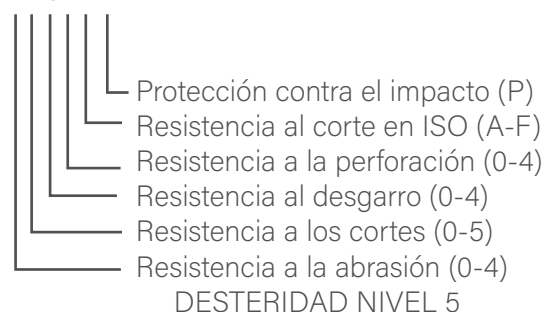 Protección contra el impacto (P)
Resistencia al corte en ISO (A-F)
Resistencia a la perforación (0-4)
Resistencia al desgarro (0-4)
Resistencia a los cortes (0-5)
Resistencia a la abrasión (0-4)
DESTERIDAD NIVEL 5